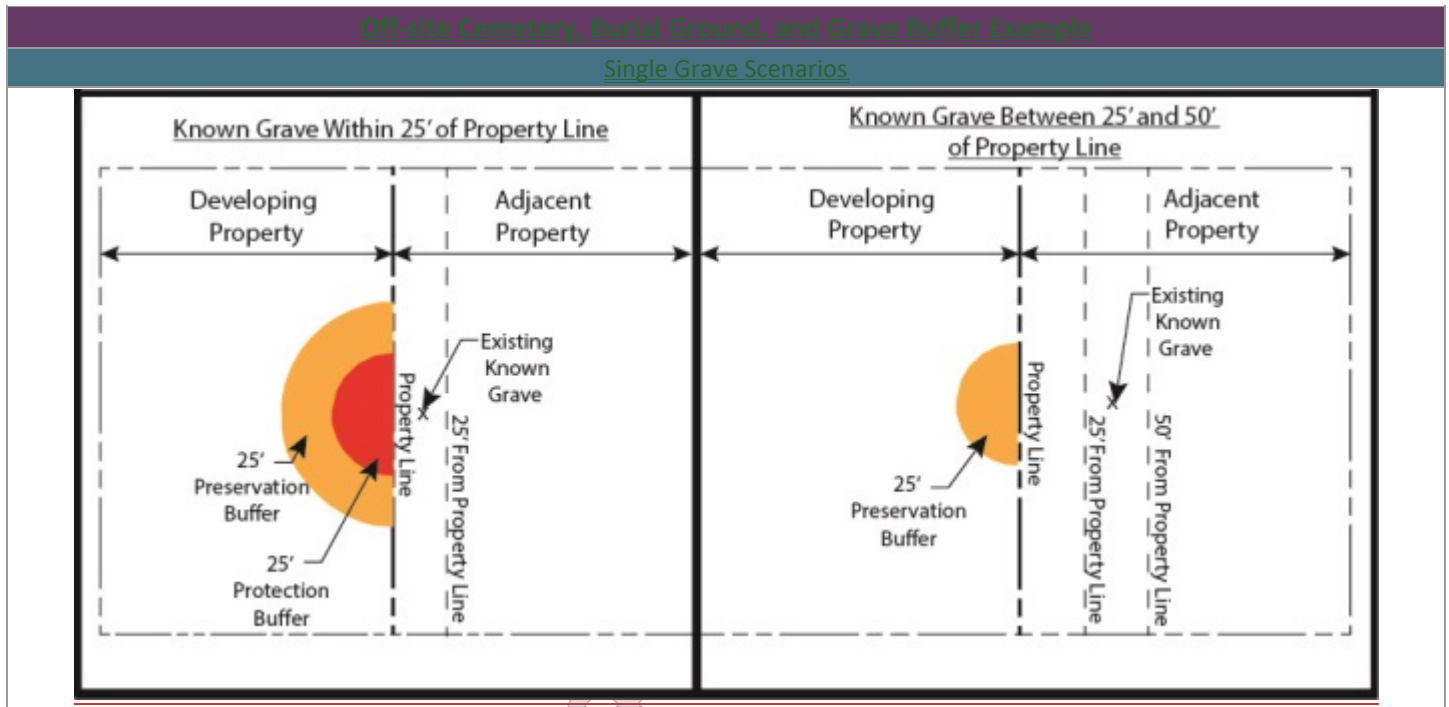 Off-site Cemetery, Burial Ground, and Grave Buffer Example
Single Grave Scenarios
Known Grave Within 25' of Property Line
Developing
Property
Adjacent
Property
Existing
Known
Grave
Property Line
25' From Property Line
25'
Preservation
Buffer
25'
Protection
Buffer
Known Grave Between 25' and 50'
of Property Line
Developing
Property
Adjacent
Property
Existing
Known
Grave
Property Line
25' From Property Line
50' From Property Line
25'
Preservation
Buffer